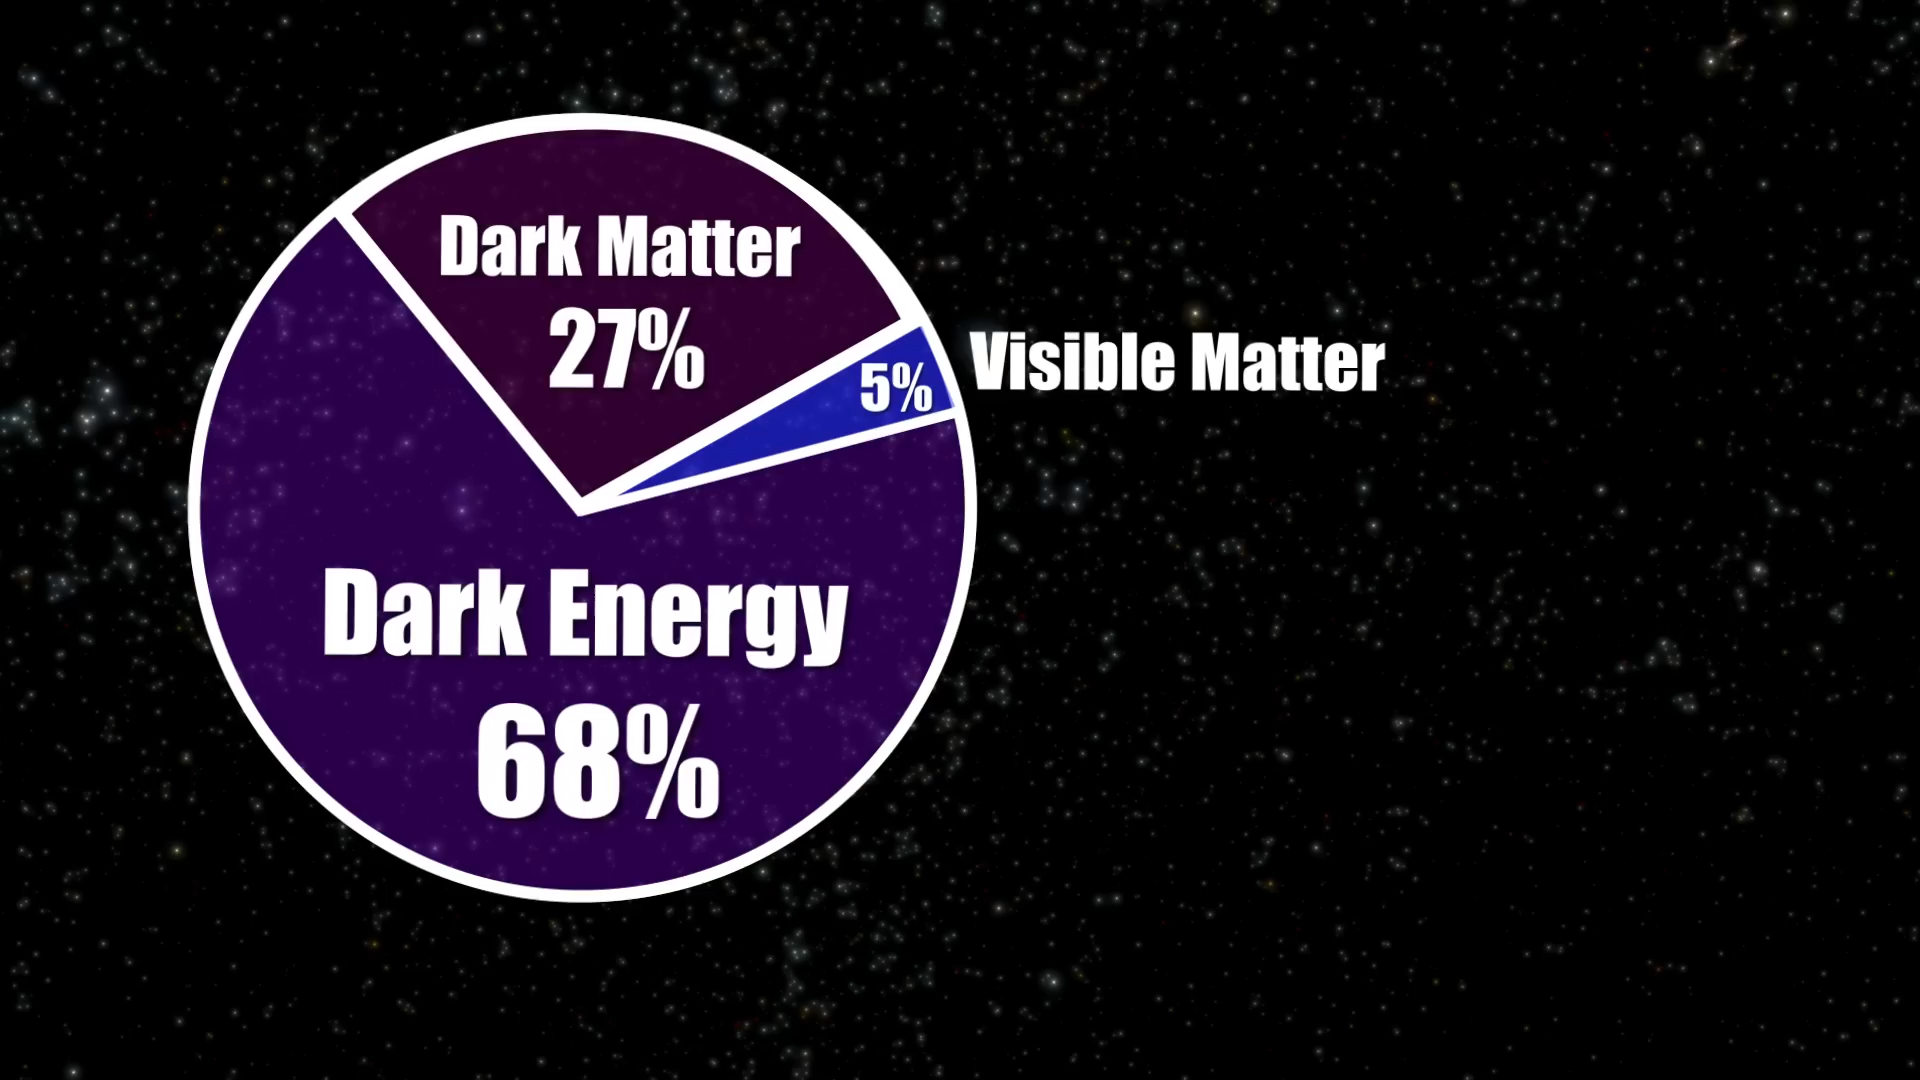 Dark Matter
27%
5%
Visible Matter
Dark Energy
68%